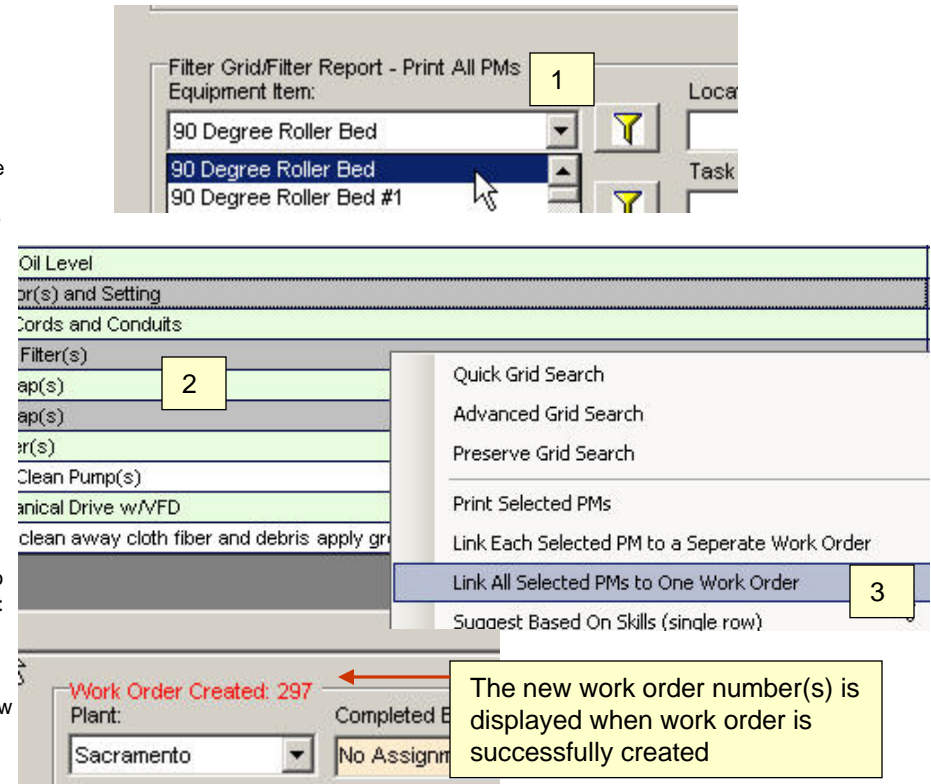 Filter Grid/Filter Report - Print All PMs
1
Equipment Item:
Loca
90 Degree Roller Bed
90 Degree Roller Bed
Task
90 Degree Roller Bed #1
e
Oil Level
or(s) and Setting
Cords and Conduits
Filter(s)
ap(s)
2
ap(s)
er(s)
Clean Pump(s)
anical Drive w/VFD
clean away cloth fiber and debris apply gr
Quick Grid Search
Advanced Grid Search
Preserve Grid Search
Print Selected PMs
Link Each Selected PM to a Seperate Work Order
Link All Selected PMs to One Work Order
3
Suggest Based On Skills (single row)
o
:
w
Work Order Created: 297
Plant:
Completed B
Sacramento
No Assignm
The new work order number(s) is
displayed when work order is
successfully created